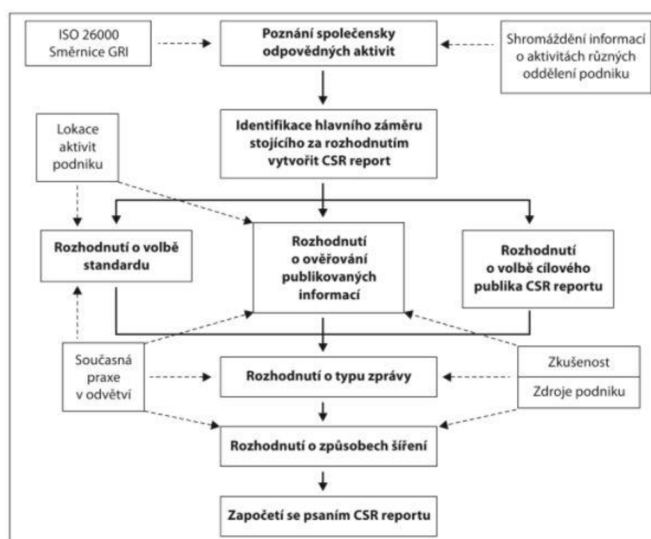 ISO 26000
Směrnice GRI
Poznání společensky
odpovědných aktivit
Shromáždění informací
o aktivitách různých
oddělení podniku
Lokace
aktivit
podniku
Identifikace hlavního záměru
stojícího za rozhodnutím
vytvořit CSR report
Rozhodnutí o volbě
standardu
Rozhodnutí
o ověřování
publikovaných
informací
Rozhodnutí
o volbě cílového
publika CSR reportu
Současná
praxe
v odvětví
Rozhodnutí o typu zprávy
Zkušenost
Zdroje podniku
Rozhodnutí o způsobech šíření
Započetí se psaním CSR reportu